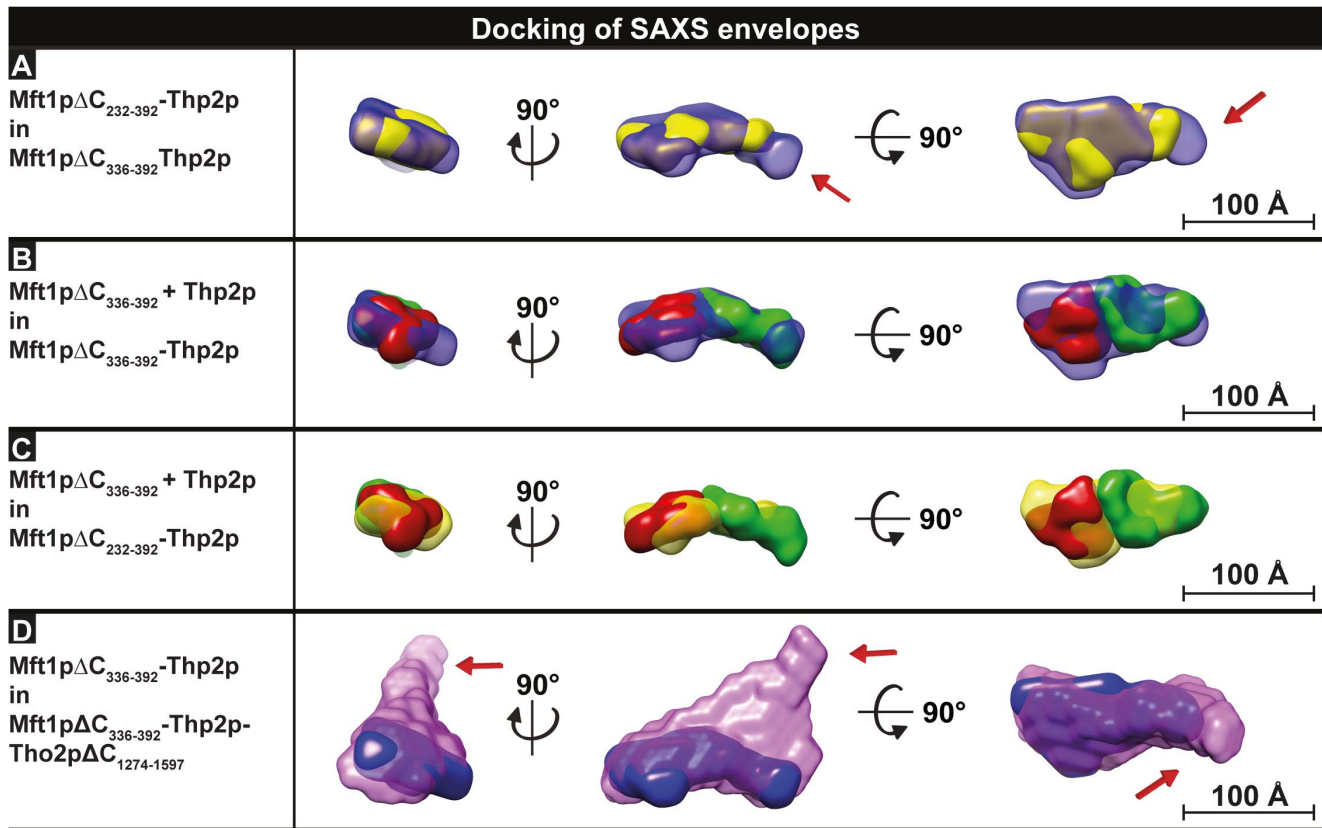 Docking of SAXS envelopes
A
Mft1pΔC232-392-Thp2p
in
Mft1pΔC336-392Thp2p
90°
90°
100 Å
B
Mft1pΔC336-392 + Thp2p
in
Mft1pΔC336-392-Thp2p
90°
90°
100 Å
C
Mft1pΔC336-392 + Thp2p
in
Mft1pΔC232-392-Thp2p
90°
90°
100 Å
D
Mft1pΔC336-392-Thp2p
in
Mft1pΔC336-392-Thp2p-
Tho2pΔC1274-1597
90°
90°
100 Å